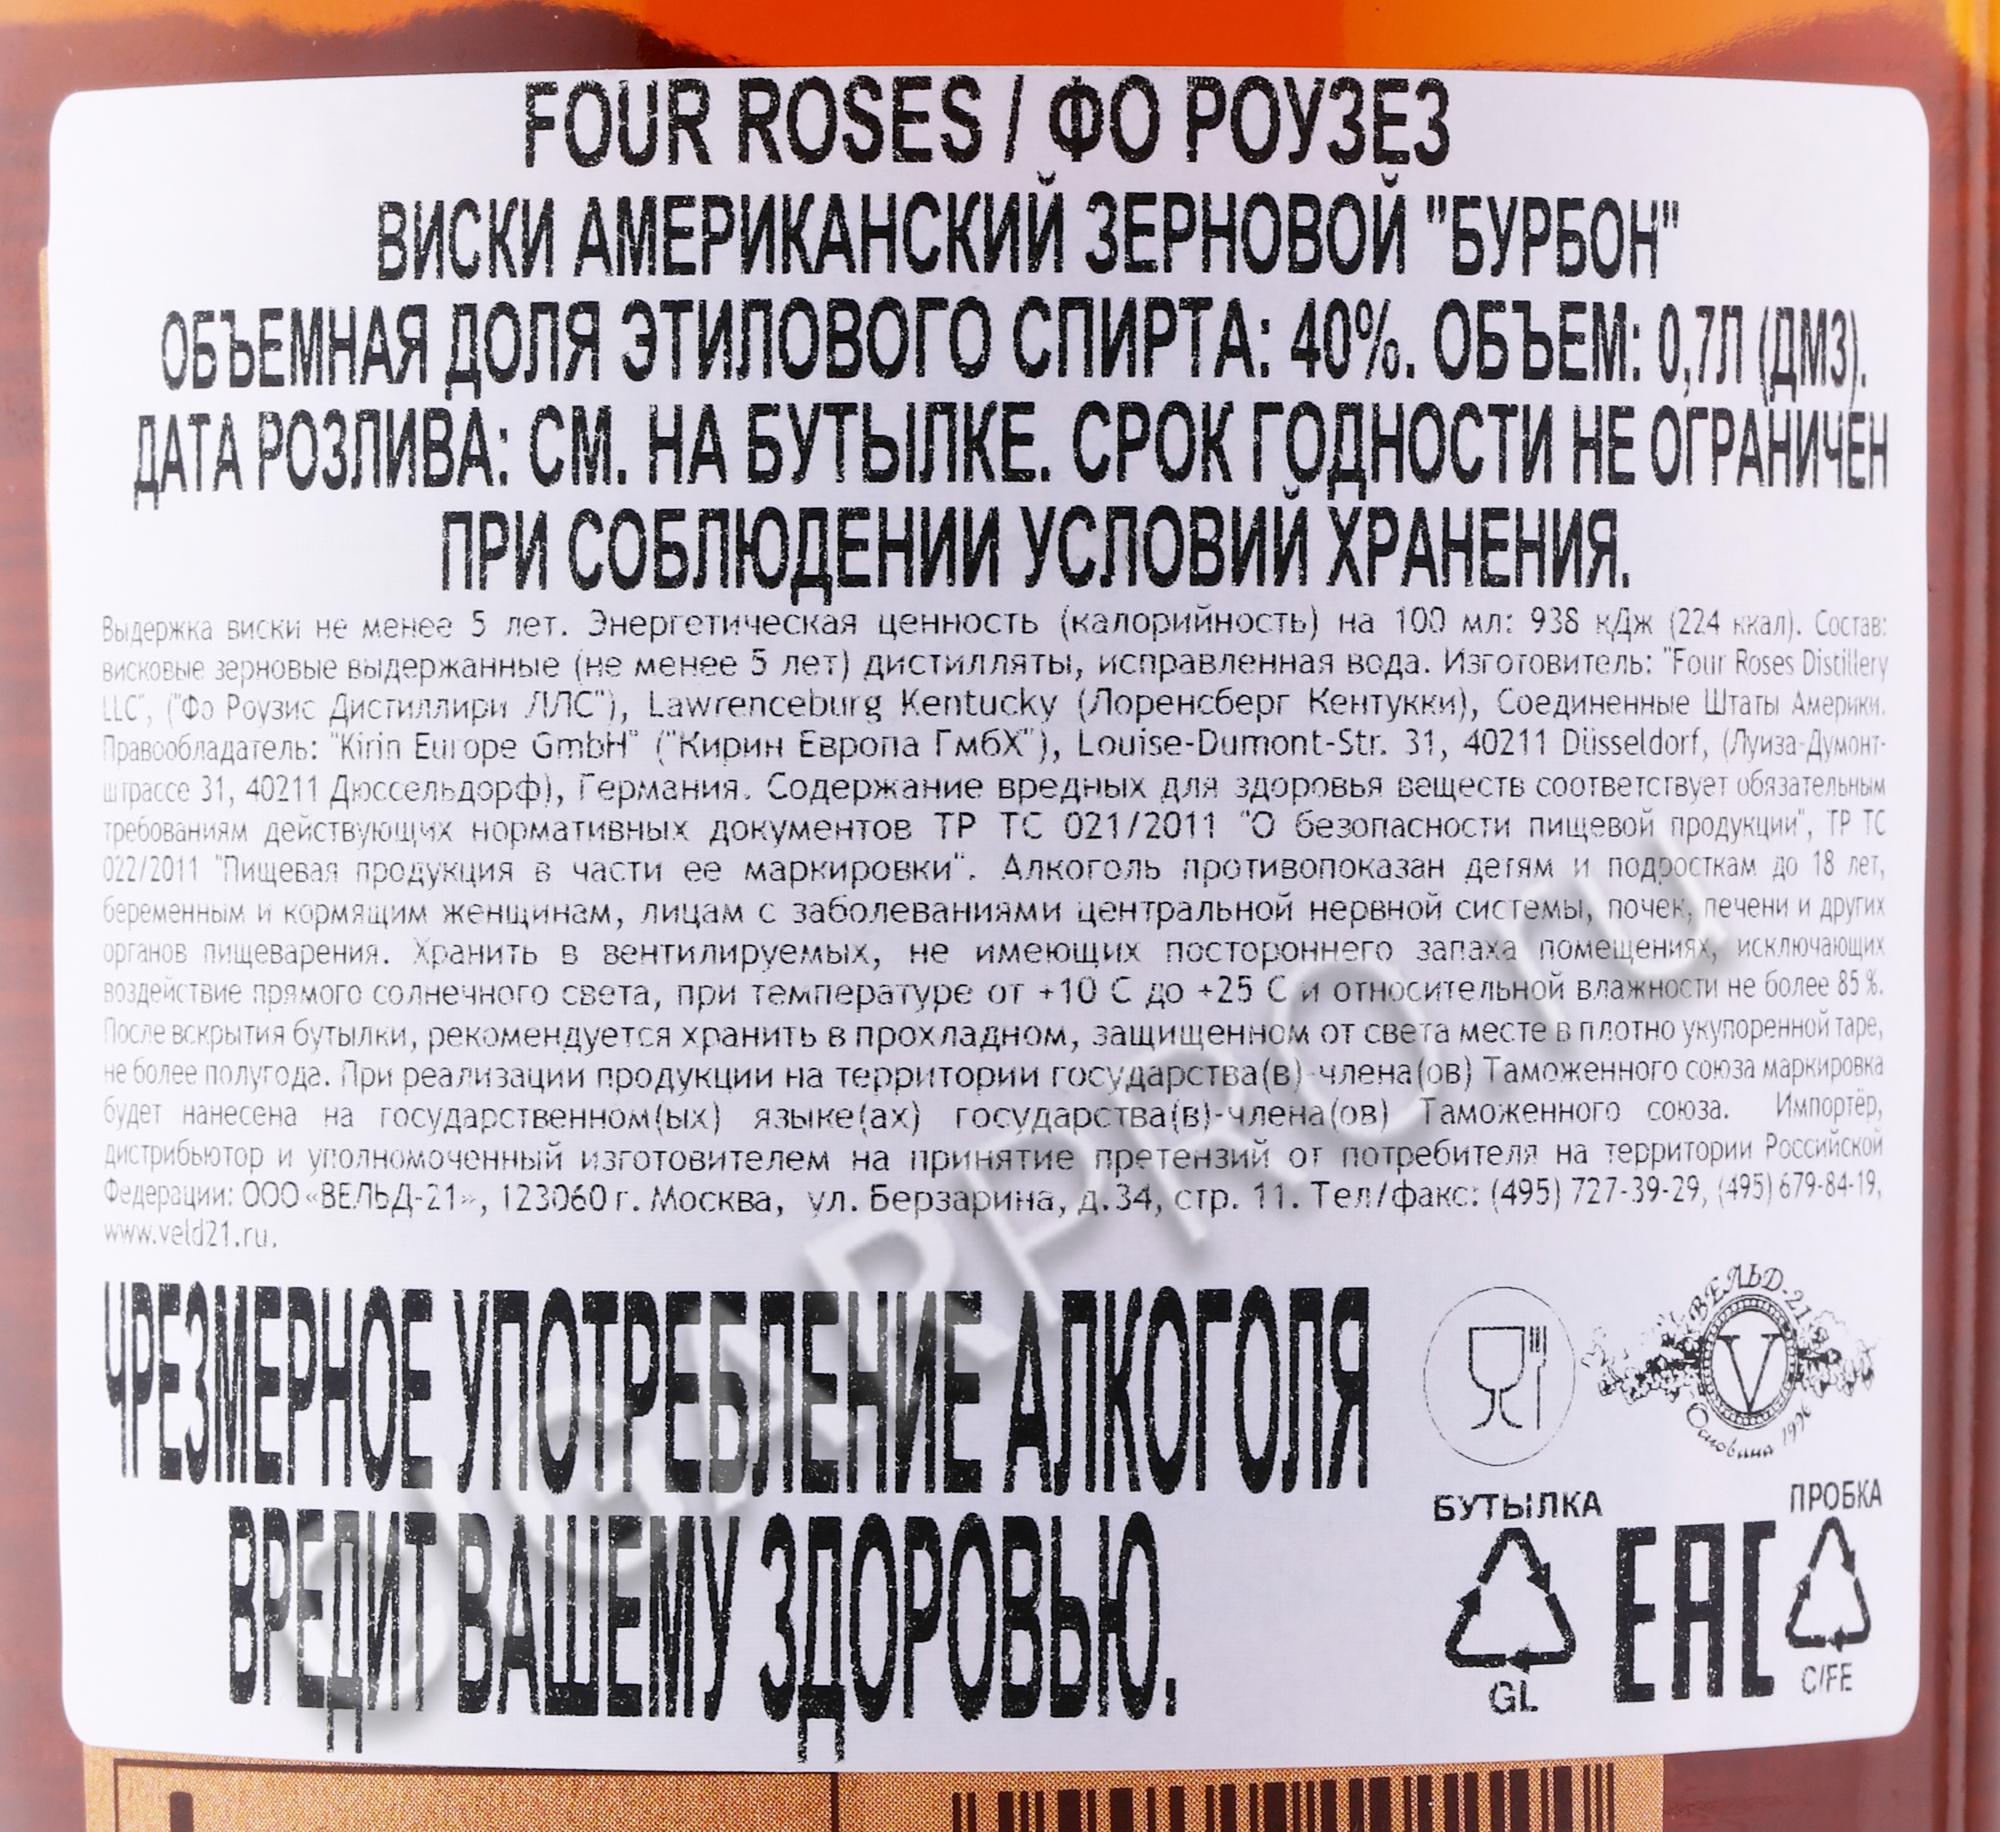 FOUR ROSES / ФО РОУЗЕЗ
ВИСКИ АМЕРИКАНСКИЙ ЗЕРНОВОЙ "БУРБОН"
ОБЪЕМНАЯ ДОЛЯ ЭТИЛОВОГО СПИРТА: 40%. ОБЪЕМ: 0,7Л (ДМ3).
ДАТА РОЗЛИВА: СМ. НА БУТЫЛКЕ. СРОК ГОДНОСТИ НЕ ОГРАНИЧЕН
ПРИ СОБЛЮДЕНИИ УСЛОВИЙ ХРАНЕНИЯ.
Выдержка виски не менее 5 лет. Энергетическая ценность (калорийность) на 100 мл: 938 кДж (224 ккал). Состав:
висковые зерновые выдержанные (не менее 5 лет) дистилляты, исправленная вода. Изготовитель: "Four Roses Distillery
LLC", ("Фо Роузис Дистиллири ЛЛС"), Lawrenceburg Kentucky (Лоренсберг Кентукки), Соединенные Штаты Америки.
Правообладатель: "Kirin Europe GmbH" ("Кирин Европа ГмбХ"), Louise-Dumont-Str. 31, 40211 Düsseldorf, (Луиза-Думонт-
штрассе 31, 40211 Дюссельдорф), Германия. Содержание вредных для здоровья веществ соответствует обязательным
требованиям действующих нормативных документов ТР ТС 021/2011 "О безопасности пищевой продукции", ТР ТС
022/2011 "Пищевая продукция в части ее маркировки". Алкоголь противопоказан детям и подросткам до 18 лет,
беременным и кормящим женщинам, лицам с заболеваниями центральной нервной системы, почек, печени и других
органов пищеварения. Хранить в вентилируемых, не имеющих постороннего запаха помещениях, исключающих
воздействие прямого солнечного света, при температуре от +10 С до +25 С и относительной влажности не более 85 %.
После вскрытия бутылки, рекомендуется хранить в прохладном, защищенном от света месте в плотно укупоренной таре,
не более полугода. При реализации продукции на территории государства(в)-члена(ов) Таможенного союза маркировка
будет нанесена на государственном(ых) языке(ах) государства(в)-члена(ов) Таможенного союза. Импортёр,
дистрибьютор и уполномоченный изготовителем на принятие претензий от потребителя на территории Российской
Федерации: ООО «ВЕЛЬД-21», 123060 г. Москва, ул. Берзарина, д.34, стр. 11. Тел/факс: (495) 727-39-29, (495) 679-84-19,
www.veld21.ru.
ЧРЕЗМЕРНОЕ УПОТРЕБЛЕНИЕ АЛКОГОЛЯ
ВРЕДИТ ВАШЕМУ ЗДОРОВЬЮ.
ВЕЛЬД-21
V
Основана 1996
БУТЫЛКА
GL
EAC
ПРОБКА
C/FE
CIGARPRO.ru